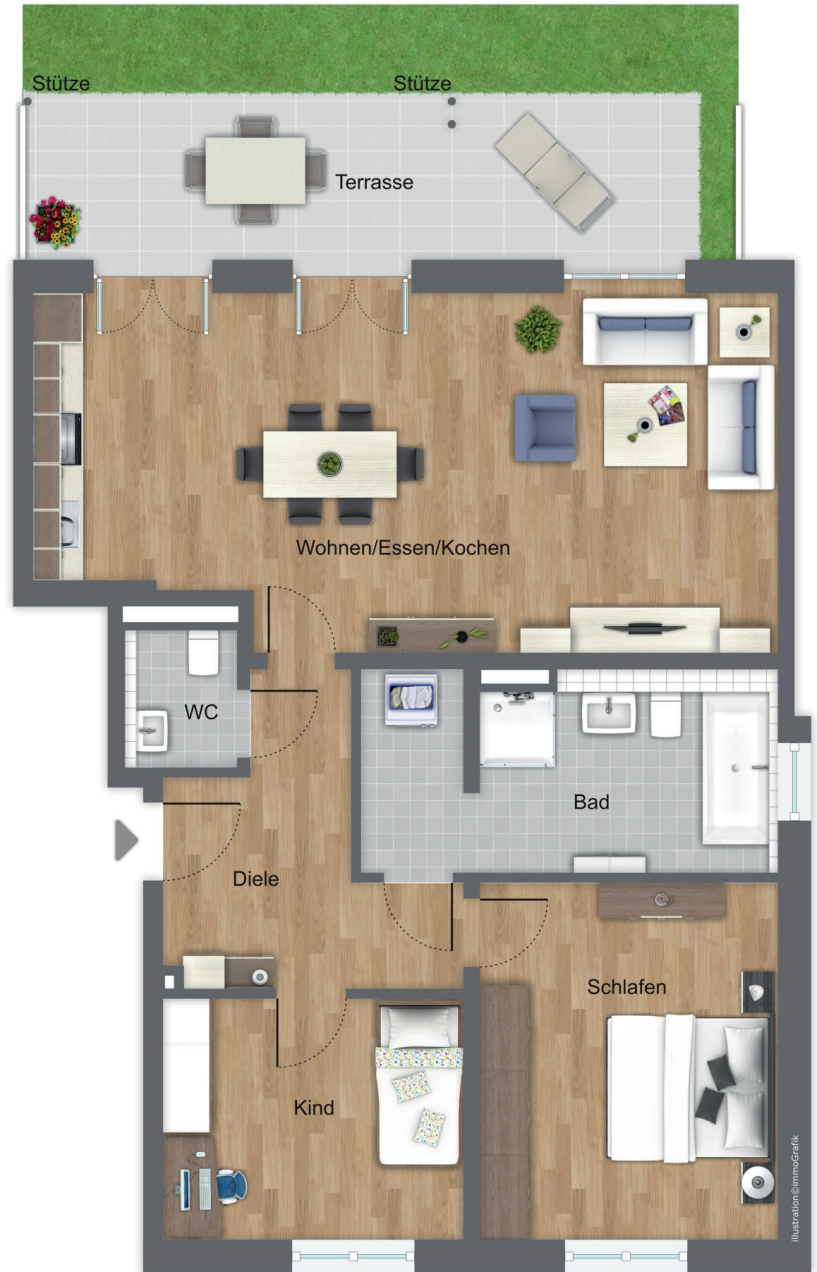 Stütze
Stütze
Terrasse
Wohnen/Essen/Kochen
WC
Bad
Diele
Schlafen
Kind
illustration©immoGrafik